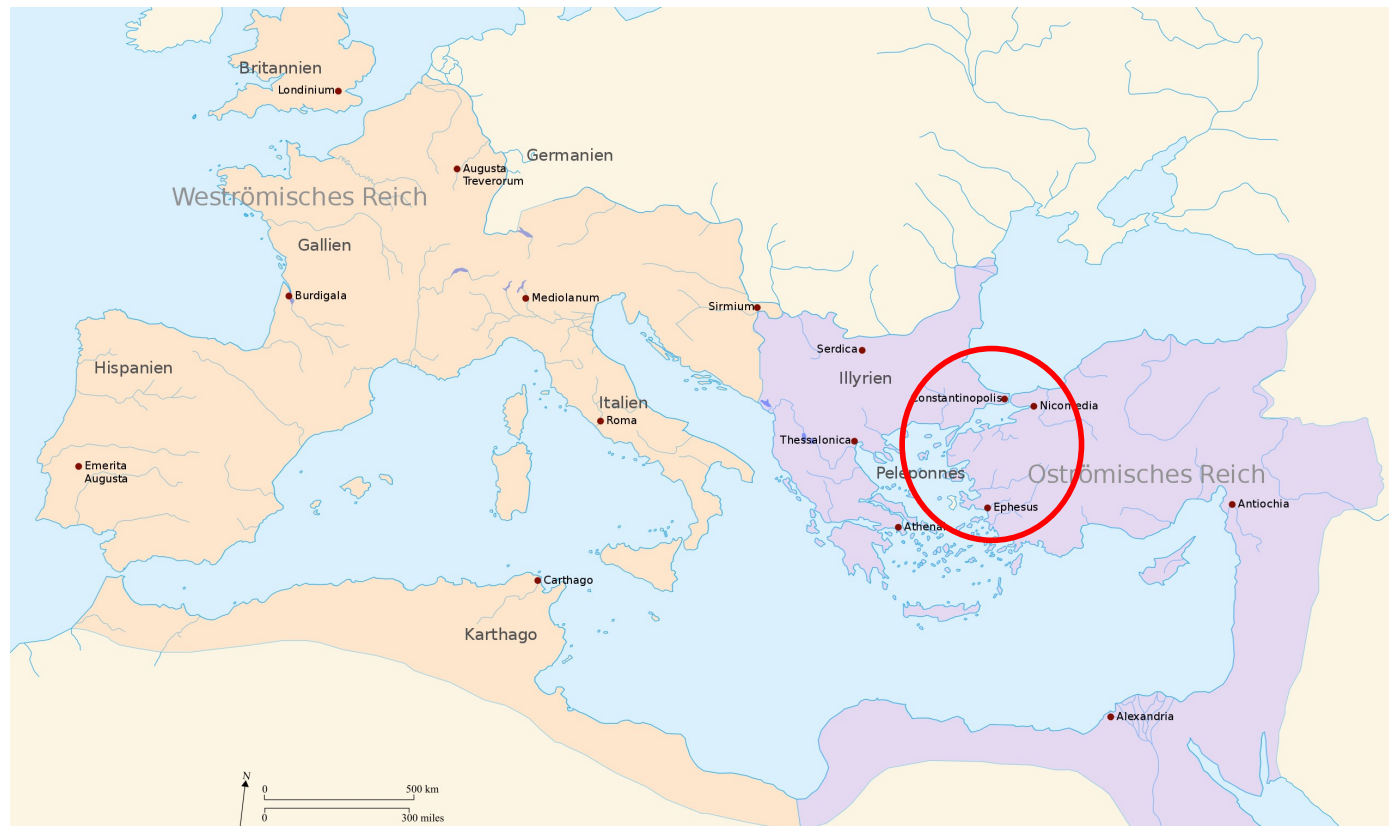 Britannien
Londinium
Germanien
Augusta
Treverorum
Weströmisches Reich
Gallien
Burdigala
Mediolanum
Sirmium
Serdica
Hispanien
Illyrien
Italien
Roma
Constantinopolis
Nicomedia
Thessalonica
Emerita
Augusta
Peleponnes
Oströmisches Reich
Ephesus
Antiochia
Athenai
Carthago
Karthago
Alexandria
N
0
500 km
0
300 miles